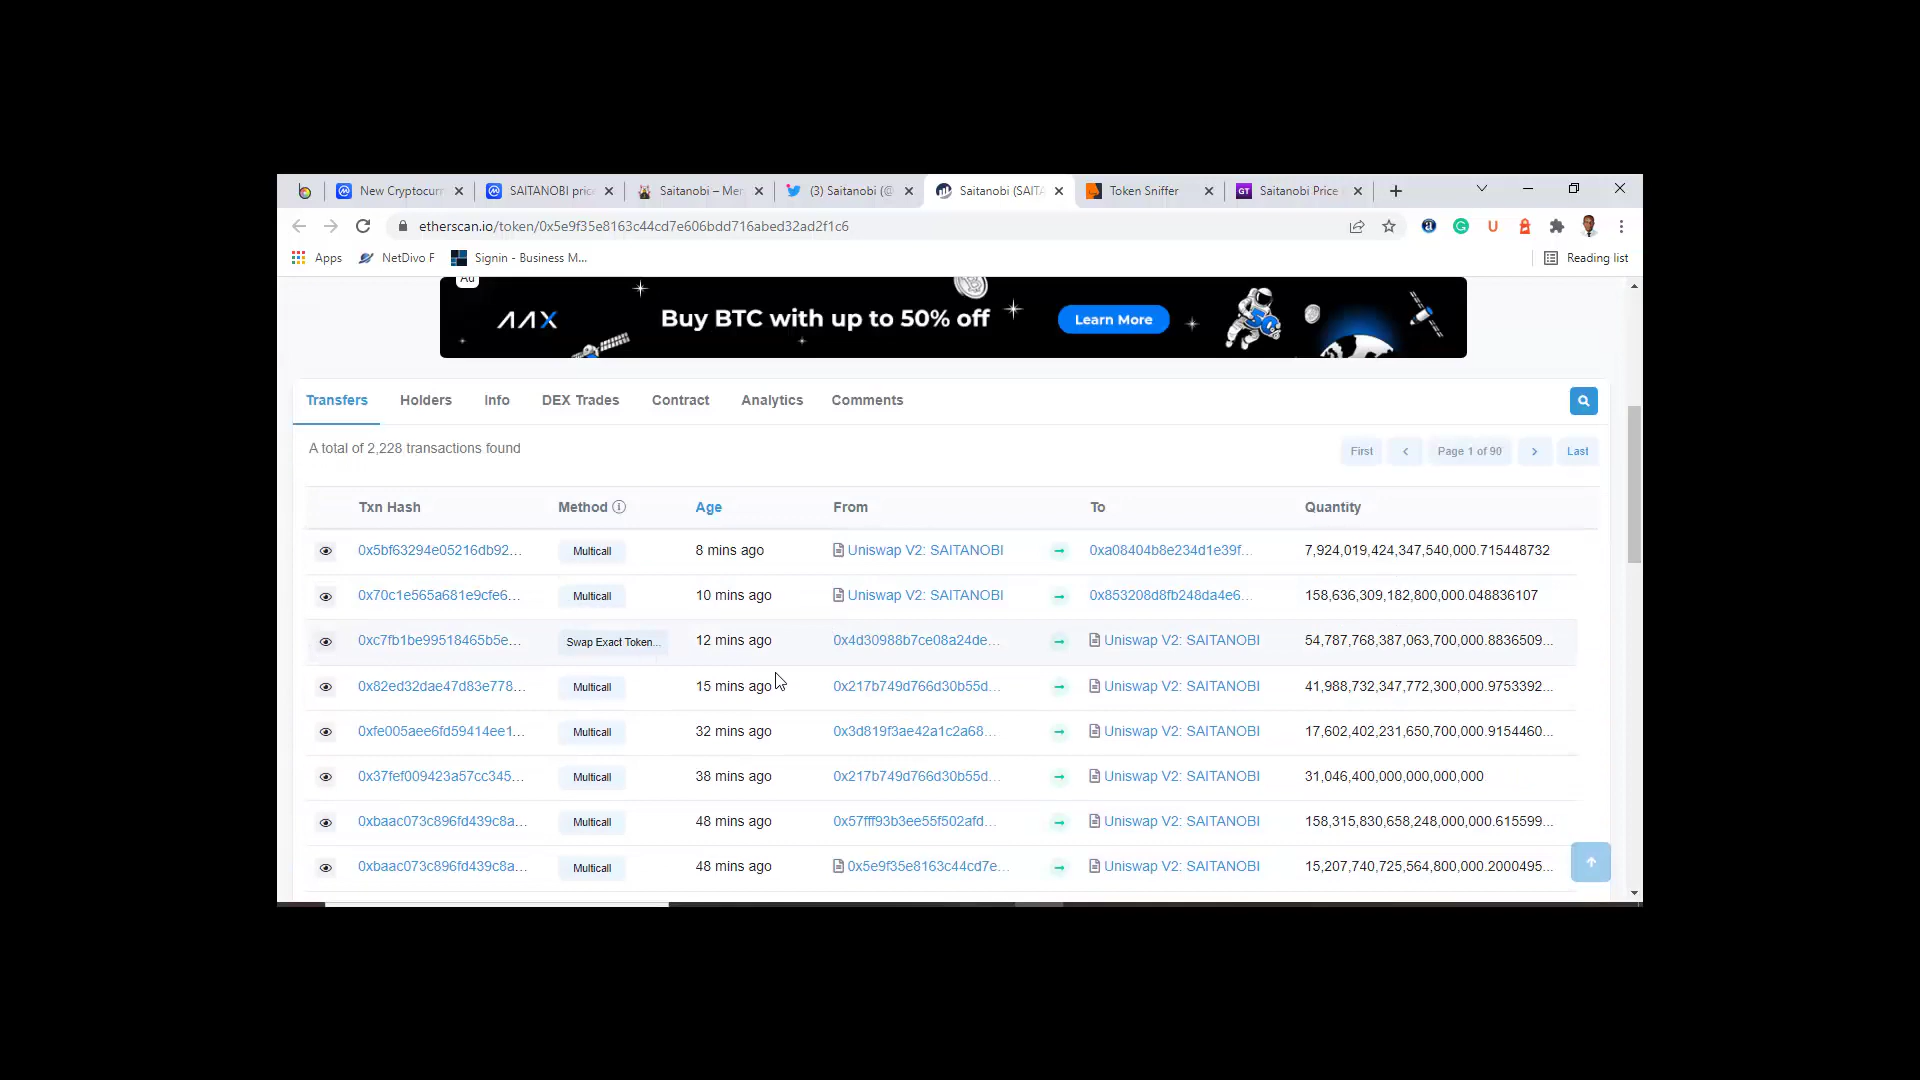 New Cryptocurr
SAITANOBI pric
Saitanobi – Mer
(3) Saitanobi (@
Saitanobi (SAITA
Token Sniffer
GT Saitanobi Price
etherscan.io/token/0x5e9f35e8163c44cd7e606bdd716abed32ad2f1c6
Apps NetDivo F Signin - Business M... Reading list
Ad
AAX Buy BTC with up to 50% off Learn More
Transfers Holders Info DEX Trades Contract Analytics Comments
A total of 2,228 transactions found First Page 1 of 90 Last
Txn Hash Method Age From To Quantity
0x5bf63294e05216db92... Multicall 8 mins ago Uniswap V2: SAITANOBI 0xa08404b8e234d1e39f... 7,924,019,424,347,540,000.715448732
0x70c1e565a681e9cfe6... Multicall 10 mins ago Uniswap V2: SAITANOBI 0x853208d8fb248da4e6... 158,636,309,182,800,000.048836107
0xc7fb1be99518465b5e... Swap Exact Token... 12 mins ago 0x4d30988b7ce08a24de... Uniswap V2: SAITANOBI 54,787,768,387,063,700,000.8836509...
0x82ed32dae47d83e778... Multicall 15 mins ago 0x217b749d766d30b55d... Uniswap V2: SAITANOBI 41,988,732,347,772,300,000.9753392...
0xfe005aee6fd59414ee1... Multicall 32 mins ago 0x3d819f3ae42a1c2a68... Uniswap V2: SAITANOBI 17,602,402,231,650,700,000.9154460...
0x37fef009423a57cc345... Multicall 38 mins ago 0x217b749d766d30b55d... Uniswap V2: SAITANOBI 31,046,400,000,000,000,000
0xbaac073c896fd439c8a... Multicall 48 mins ago 0x57fff93b3ee55f502afd... Uniswap V2: SAITANOBI 158,315,830,658,248,000,000.615599...
0xbaac073c896fd439c8a... Multicall 48 mins ago 0x5e9f35e8163c44cd7e... Uniswap V2: SAITANOBI 15,207,740,725,564,800,000.2000495...